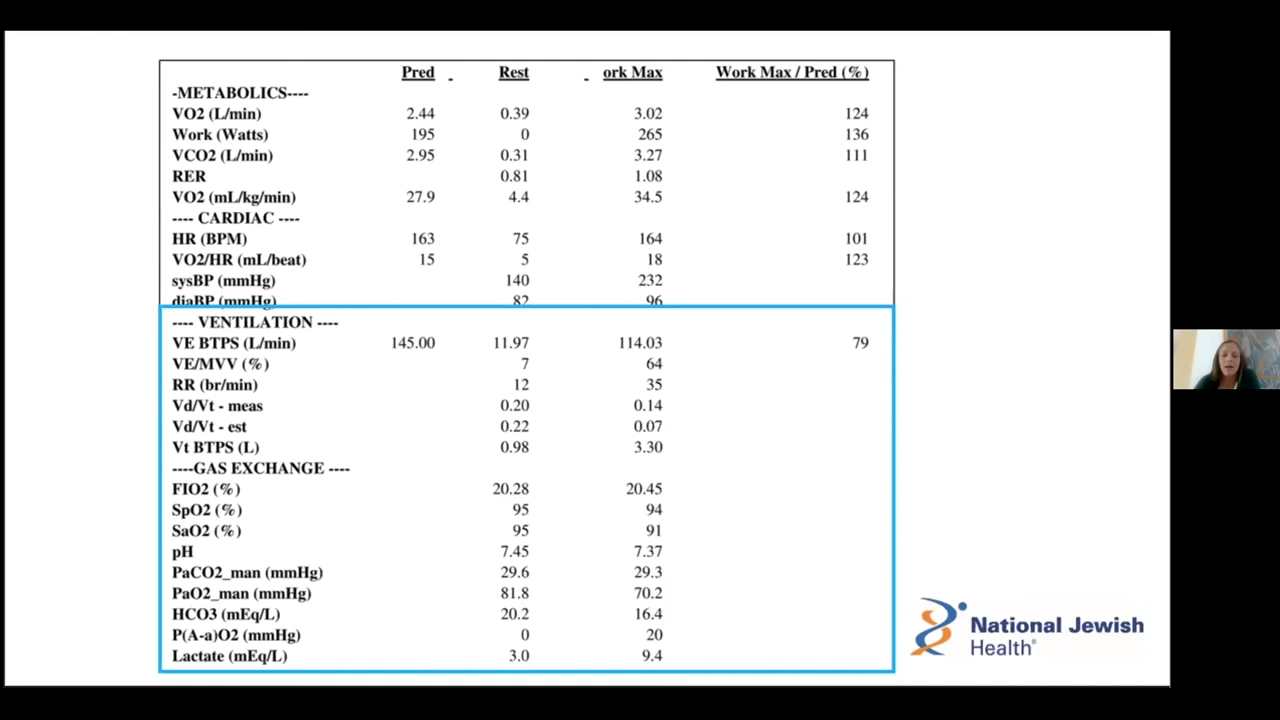 Pred - Rest - ork Max Work Max / Pred (%)
-METABOLICS----
VO2 (L/min) 2.44 0.39 3.02 124
Work (Watts) 195 0 265 136
VCO2 (L/min) 2.95 0.31 3.27 111
RER 0.81 1.08
VO2 (mL/kg/min) 27.9 4.4 34.5 124
---- CARDIAC ----
HR (BPM) 163 75 164 101
VO2/HR (mL/beat) 15 5 18 123
sysBP (mmHg) 140 232
diaBP (mmHg) 82 96
---- VENTILATION ----
VE BTPS (L/min) 145.00 11.97 114.03 79
VE/MVV (%) 7 64
RR (br/min) 12 35
Vd/Vt - meas 0.20 0.14
Vd/Vt - est 0.22 0.07
Vt BTPS (L) 0.98 3.30
----GAS EXCHANGE ----
FIO2 (%) 20.28 20.45
SpO2 (%) 95 94
SaO2 (%) 95 91
pH 7.45 7.37
PaCO2_man (mmHg) 29.6 29.3
PaO2_man (mmHg) 81.8 70.2
HCO3 (mEq/L) 20.2 16.4
P(A-a)O2 (mmHg) 0 20
Lactate (mEq/L) 3.0 9.4
National Jewish
Health®